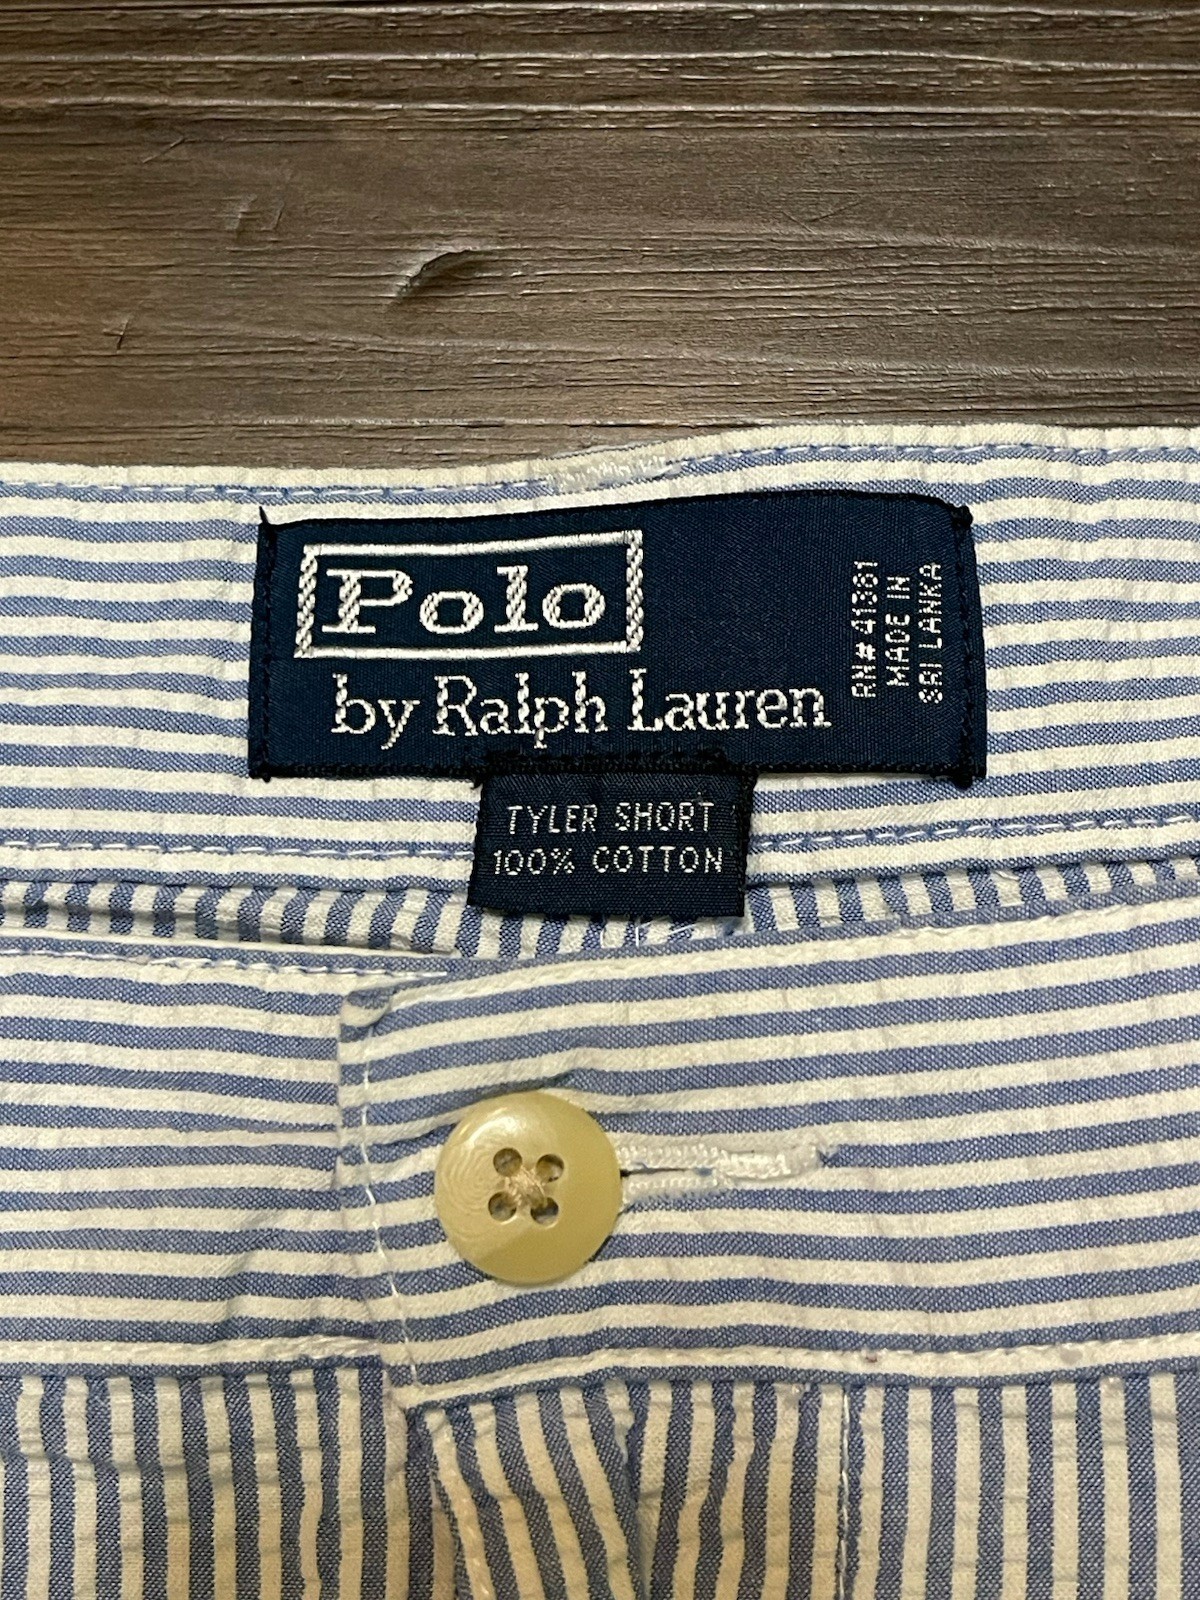 Polo
by Ralph Lauren
RN#41381
MADE IN
SRI LANKA
TYLER SHORT
100% COTTON